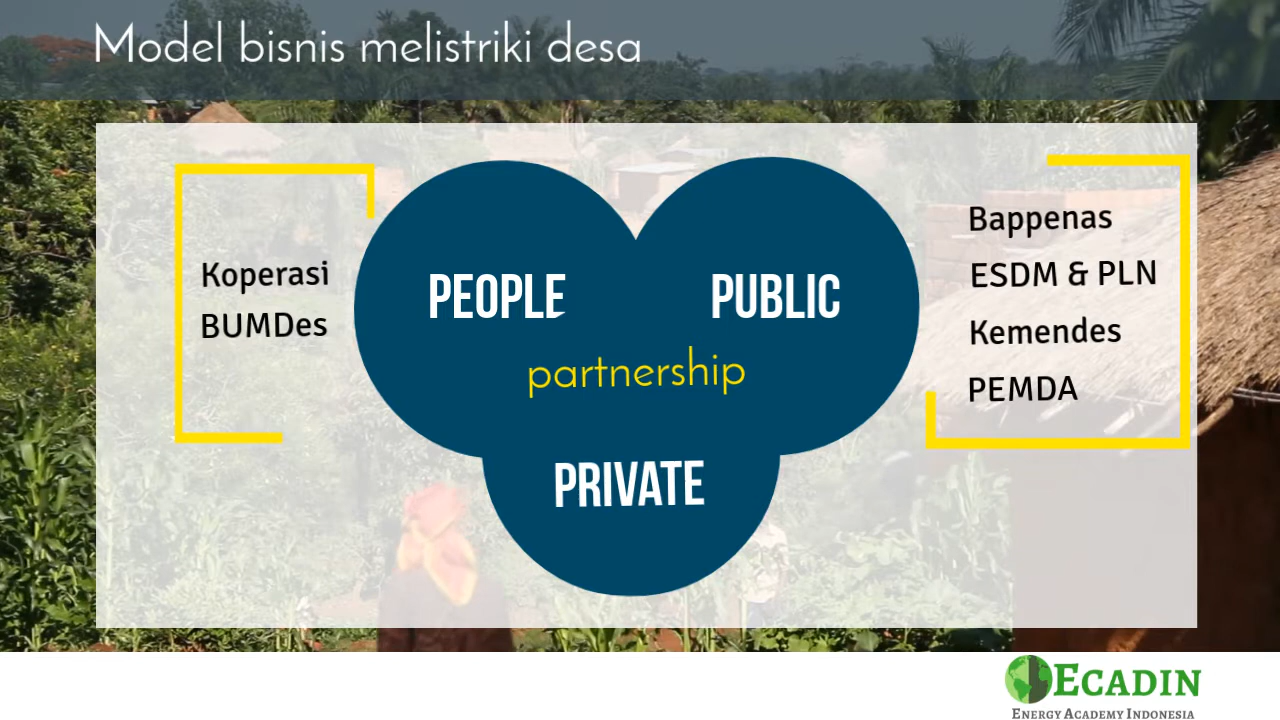 Model bisnis melistriki desa
Koperasi
BUMDes
PEOPLE
PUBLIC
partnership
PRIVATE
Bappenas
ESDM & PLN
Kemendes
PEMDA
ECADIN
ENERGY ACADEMY INDONESIA